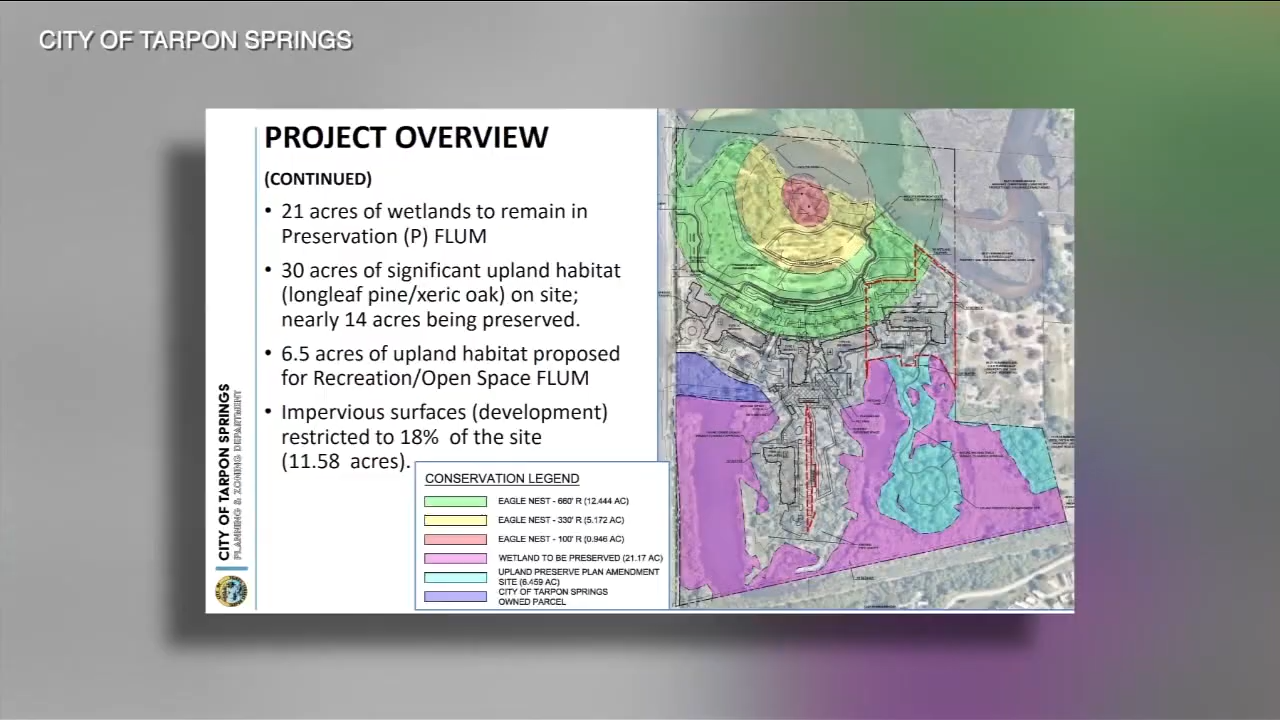 CITY OF TARPON SPRINGS
PROJECT OVERVIEW
(CONTINUED)
• 21 acres of wetlands to remain in
Preservation (P) FLUM
• 30 acres of significant upland habitat
(longleaf pine/xeric oak) on site;
nearly 14 acres being preserved.
• 6.5 acres of upland habitat proposed
for Recreation/Open Space FLUM
• Impervious surfaces (development)
restricted to 18% of the site
(11.58 acres).
CITY OF TARPON SPRINGS
PLANNING & ZONING DEPARTMENT
CONSERVATION LEGEND
EAGLE NEST - 660' R (12.444 AC)
EAGLE NEST - 330' R (5.172 AC)
EAGLE NEST - 100' R (0.946 AC)
WETLAND TO BE PRESERVED (21.17 AC)
UPLAND PRESERVE PLAN AMENDMENT
SITE (6.459 AC)
CITY OF TARPON SPRINGS
OWNED PARCEL